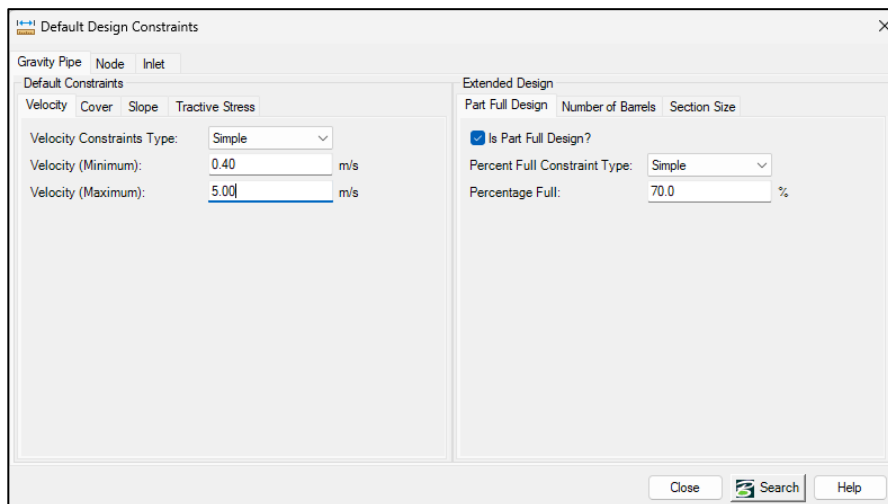 Default Design Constraints
Gravity Pipe Node Inlet
Default Constraints
Velocity Cover Slope Tractive Stress
Velocity Constraints Type: Simple
Velocity (Minimum): 0.40 m/s
Velocity (Maximum): 5.00 m/s
Extended Design
Part Full Design Number of Barrels Section Size
Is Part Full Design?
Percent Full Constraint Type: Simple
Percentage Full: 70.0 %
Close Search Help